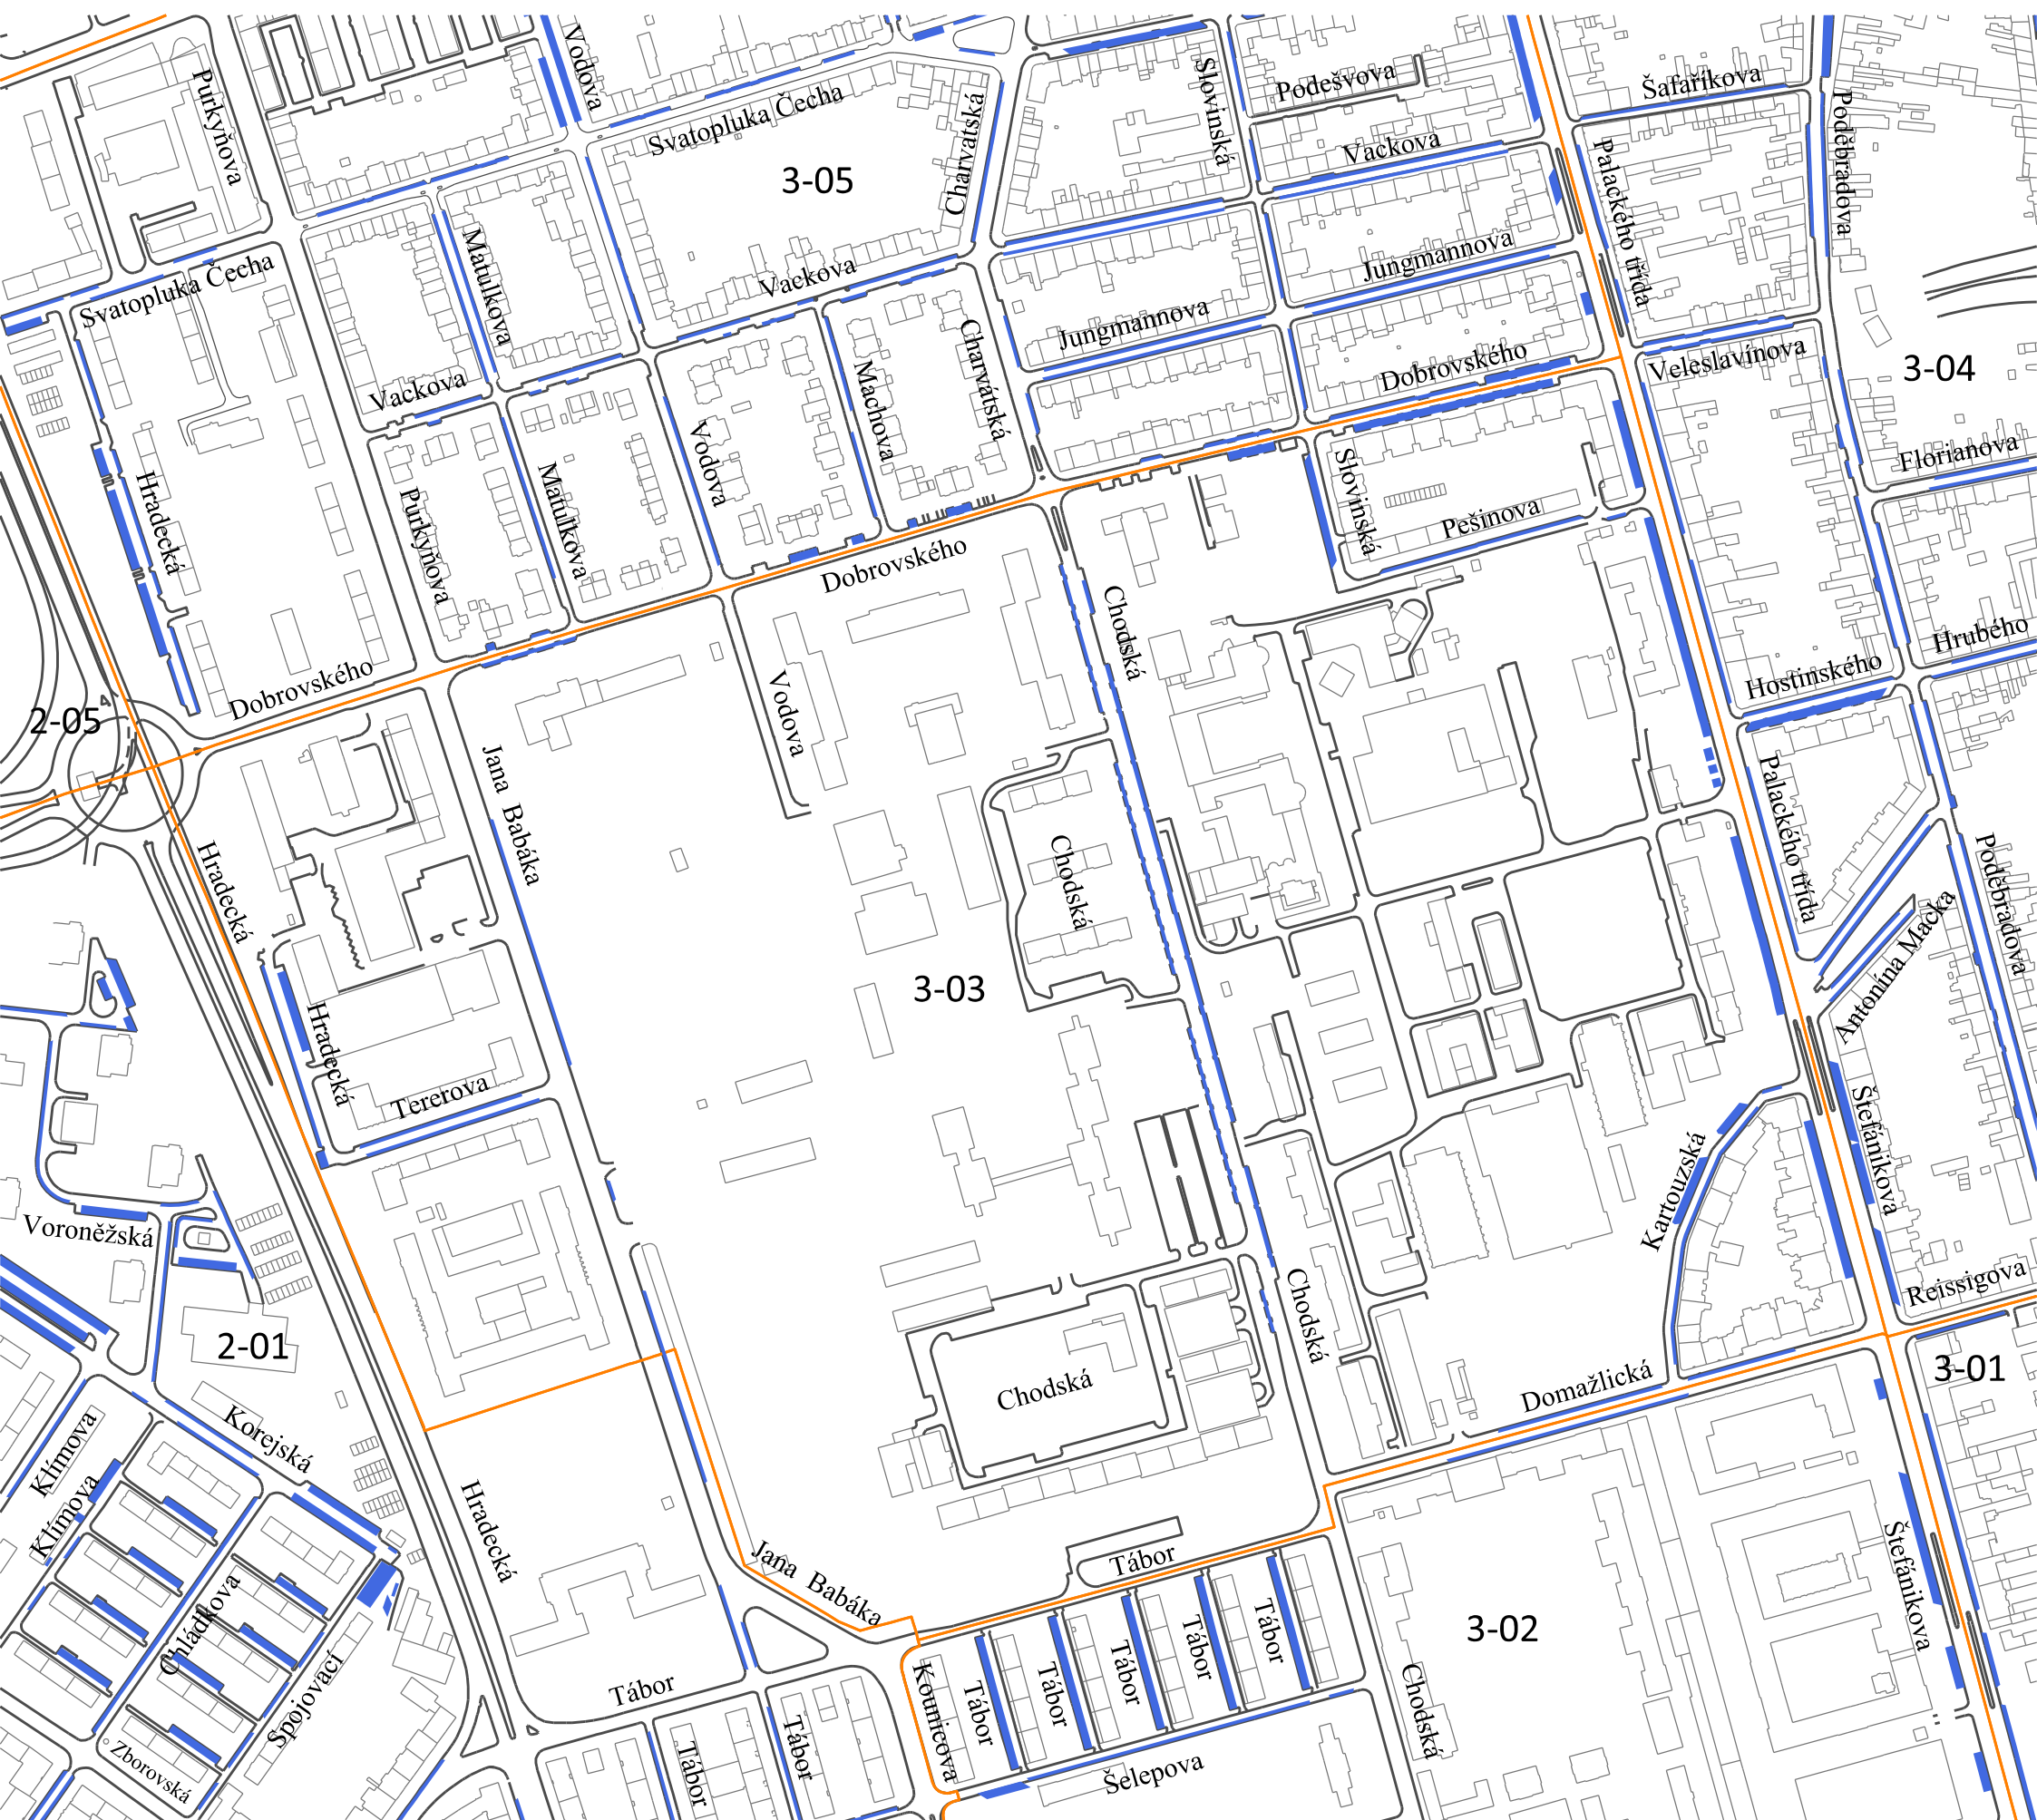 Vodova
Purkyňova
Podešvova
Šafaříkova
Slovinská
Svatopluka Čecha
Charvatská
Poděbradova
Vackova
3-05
Palackého třída
Matulkova
Svatopluka Čecha
Vackova
Jungmannova
Jungmannova
Charvatská
Veleslavínova
Dobrovského
3-04
Machova
Vackova
Vodova
Florianova
Slovinská
Hradecká
Matulkova
Purkyňova
Pešinova
Dobrovského
Chodská
Hrubého
Hostinského
Dobrovského
Vodova
2-05
Jana Babáka
Palackého třída
Hradecká
Chodská
Poděbradova
Antonína Macka
3-03
Hradecká
Tererova
Štefánikova
Kartouzská
Voroněžská
Reissigova
Chodská
2-01
3-01
Chodská
Domažlická
Korejská
Klímova
Klímova
Hradecká
Jana Babáka
Tábor
Štefánikova
Chládkova
3-02
Tábor
Tábor
Tábor
Tábor
Tábor
Kounicova
Chodská
Spojovací
Tábor
Tábor
Tábor
Šelepova
Zborovská